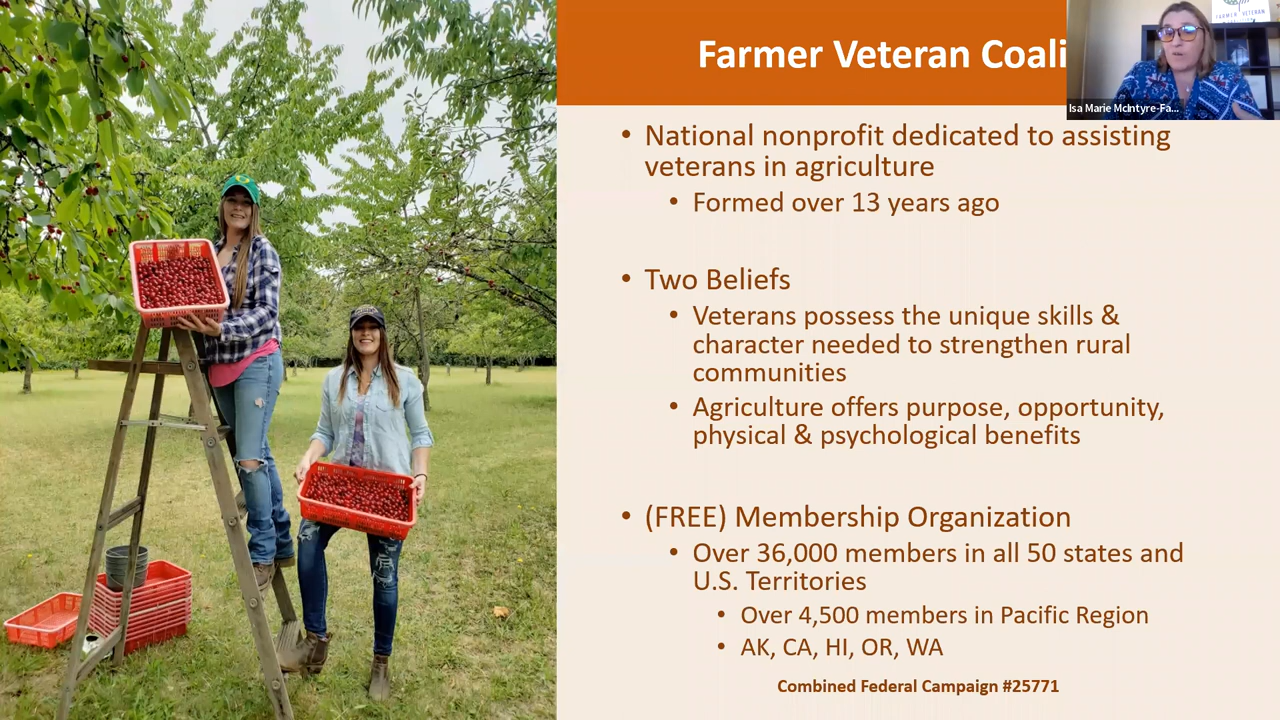 Farmer Veteran Coali
FARMER VETERAN
Isa Marie McIntyre-Fa...
• National nonprofit dedicated to assisting
veterans in agriculture
• Formed over 13 years ago
• Two Beliefs
• Veterans possess the unique skills &
character needed to strengthen rural
communities
• Agriculture offers purpose, opportunity,
physical & psychological benefits
• (FREE) Membership Organization
• Over 36,000 members in all 50 states and
U.S. Territories
• Over 4,500 members in Pacific Region
• AK, CA, HI, OR, WA
Combined Federal Campaign #25771